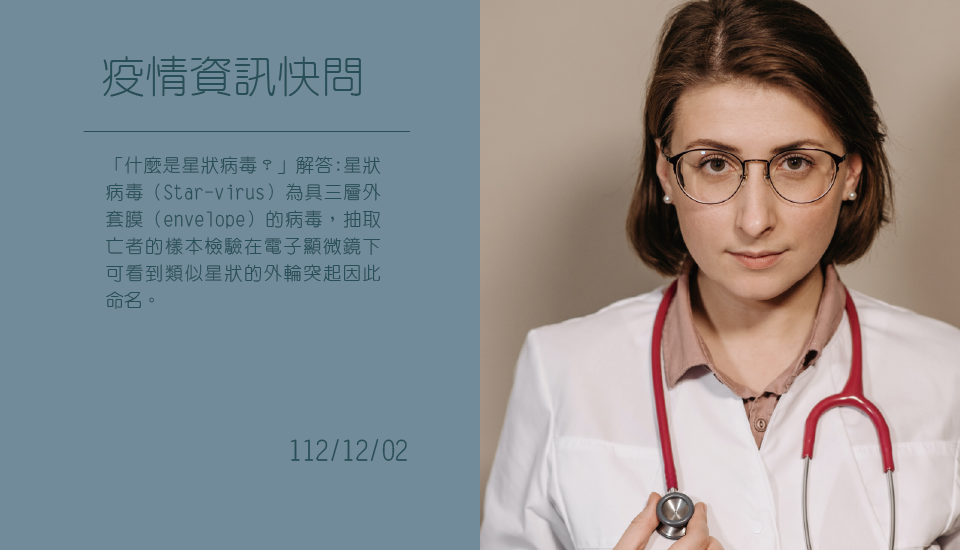 疫情資訊快問
「什麼是星狀病毒？」解答:星狀
病毒（Star-virus）為具三層外
套膜（envelope）的病毒，抽取
亡者的樣本檢驗在電子顯微鏡下
可看到類似星狀的外輪突起因此
命名。
112/12/02